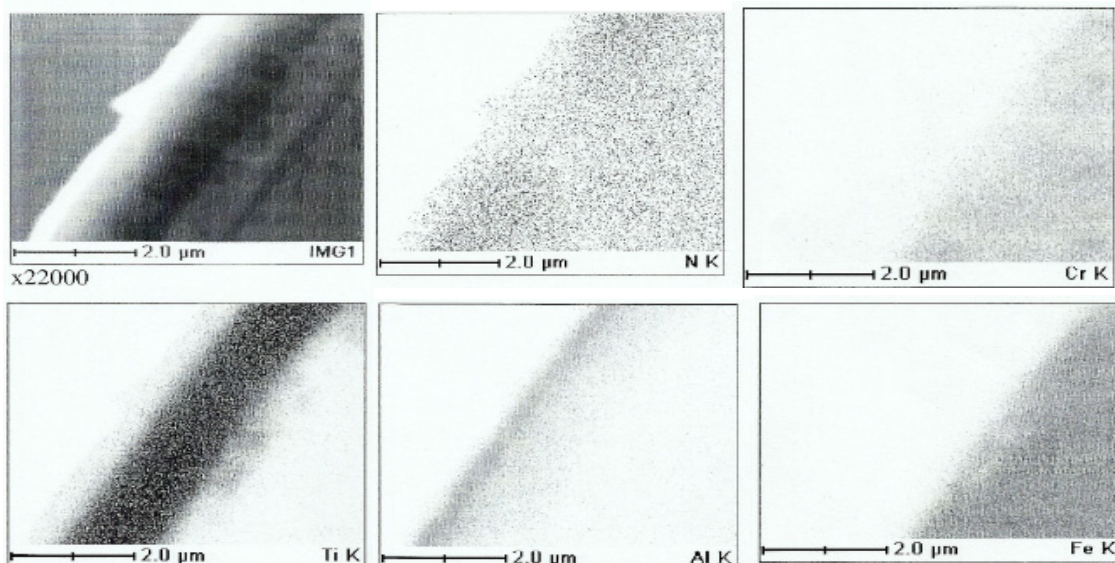 2.0 µm IMG1
x22000
2.0 µm N K
2.0 µm Cr K
2.0 µm Ti K
2.0 µm Al K
2.0 µm Fe K